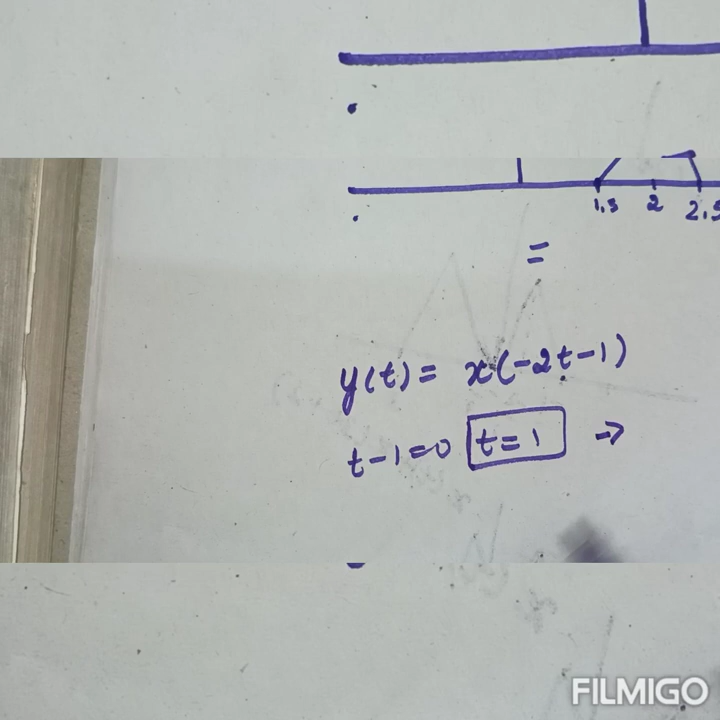 1.5 2 2.5
=
y(t) = x(-2t-1)
t-1=0 t=1 →
FILMIGO